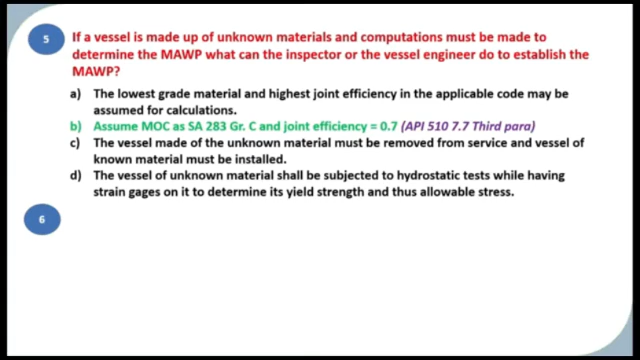 5
If a vessel is made up of unknown materials and computations must be made to
determine the MAWP what can the inspector or the vessel engineer do to establish the
MAWP?
a) The lowest grade material and highest joint efficiency in the applicable code may be
assumed for calculations.
b) Assume MOC as SA 283 Gr. C and joint efficiency = 0.7 (API 510 7.7 Third para)
c) The vessel made of the unknown material must be removed from service and vessel of
known material must be installed.
d) The vessel of unknown material shall be subjected to hydrostatic tests while having
strain gages on it to determine its yield strength and thus allowable stress.
6